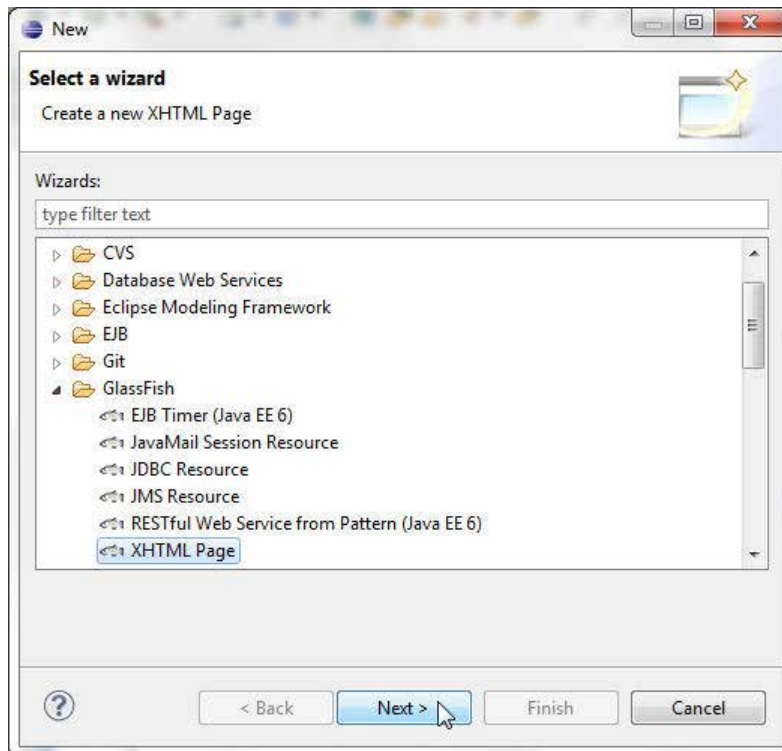 New
Select a wizard
Create a new XHTML Page
Wizards:
type filter text
CVS
Database Web Services
Eclipse Modeling Framework
EJB
Git
GlassFish
EJB Timer (Java EE 6)
JavaMail Session Resource
JDBC Resource
JMS Resource
RESTful Web Service from Pattern (Java EE 6)
XHTML Page
? < Back Next > Finish Cancel